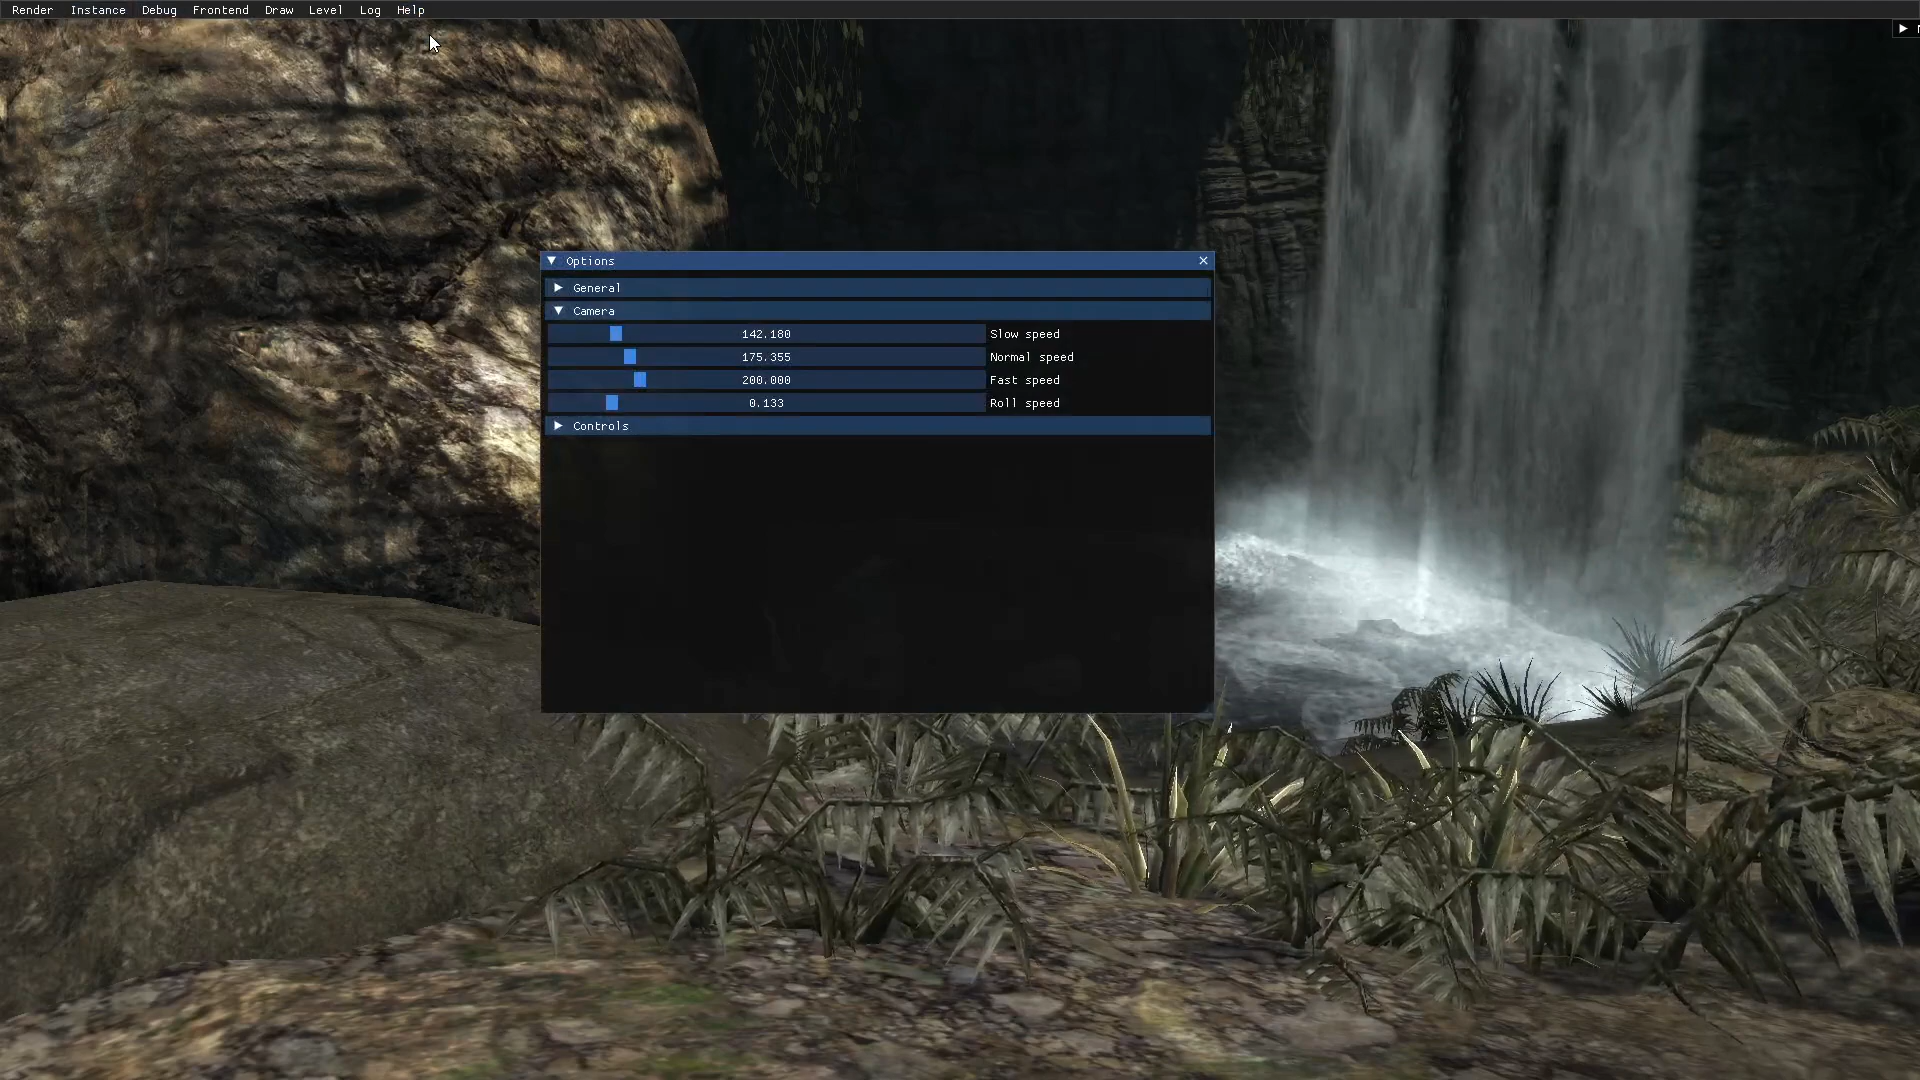 Render Instance Debug Frontend Draw Level Log Help
Options
General
Camera
142.180 Slow speed
175.355 Normal speed
200.000 Fast speed
0.133 Roll speed
Controls